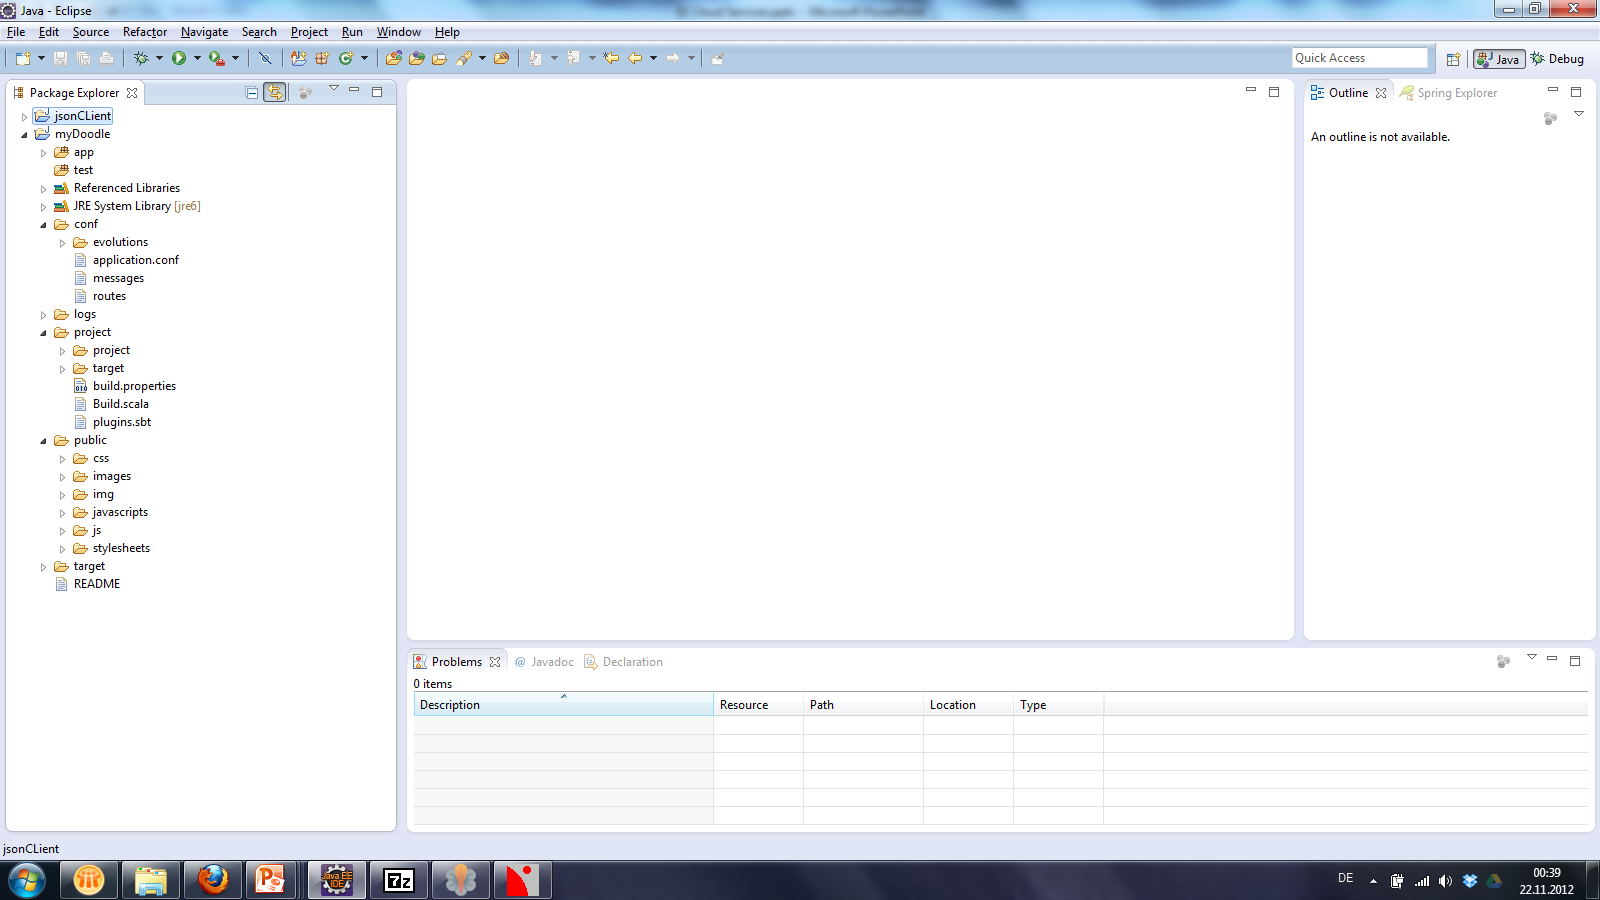 Java - Eclipse
File Edit Source Refactor Navigate Search Project Run Window Help
Quick Access
Java
Debug
Package Explorer
jsonCLient
myDoodle
app
test
Referenced Libraries
JRE System Library [jre6]
conf
evolutions
application.conf
messages
routes
logs
project
project
target
build.properties
Build.scala
plugins.sbt
public
css
images
img
javascripts
js
stylesheets
target
README
Outline
Spring Explorer
An outline is not available.
Problems
@ Javadoc
Declaration
0 items
Description Resource Path Location Type
jsonCLient
Java EE
IDE
7z
DE
00:39
22.11.2012